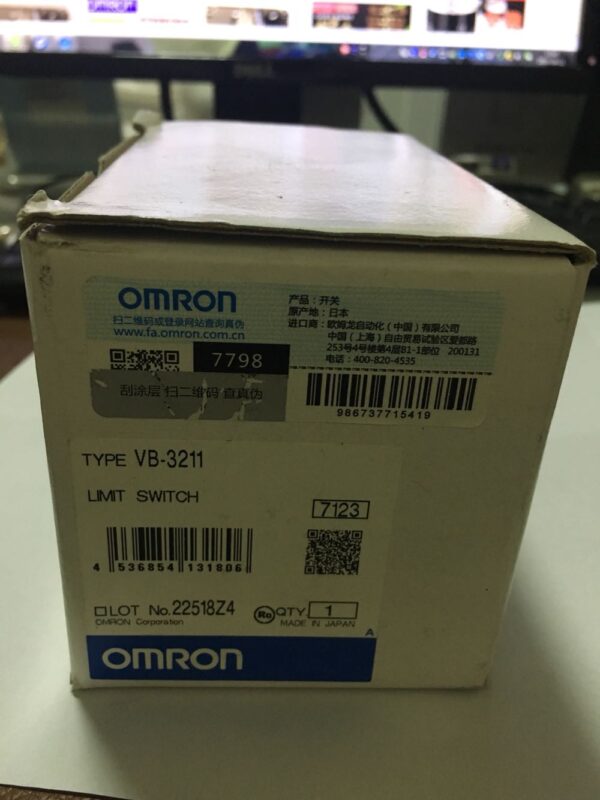 OMRON
扫二维码或登录网站查询真伪
www.fa.omron.com.cn
7798
刮涂层 扫二维码 查真伪
产品：开关
原产地：日本
进口商：欧姆龙自动化（中国）有限公司
中国（上海）自由贸易试验区爱都路
253号4号楼第4层B1-1部位 200131
电话：400-820-4535
986737715419
TYPE VB-3211
LIMIT SWITCH
7123
4 536854 131806
LOT No.22518Z4
QTY. 1
OMRON Corporation
MADE IN JAPAN
A
OMRON
DELL